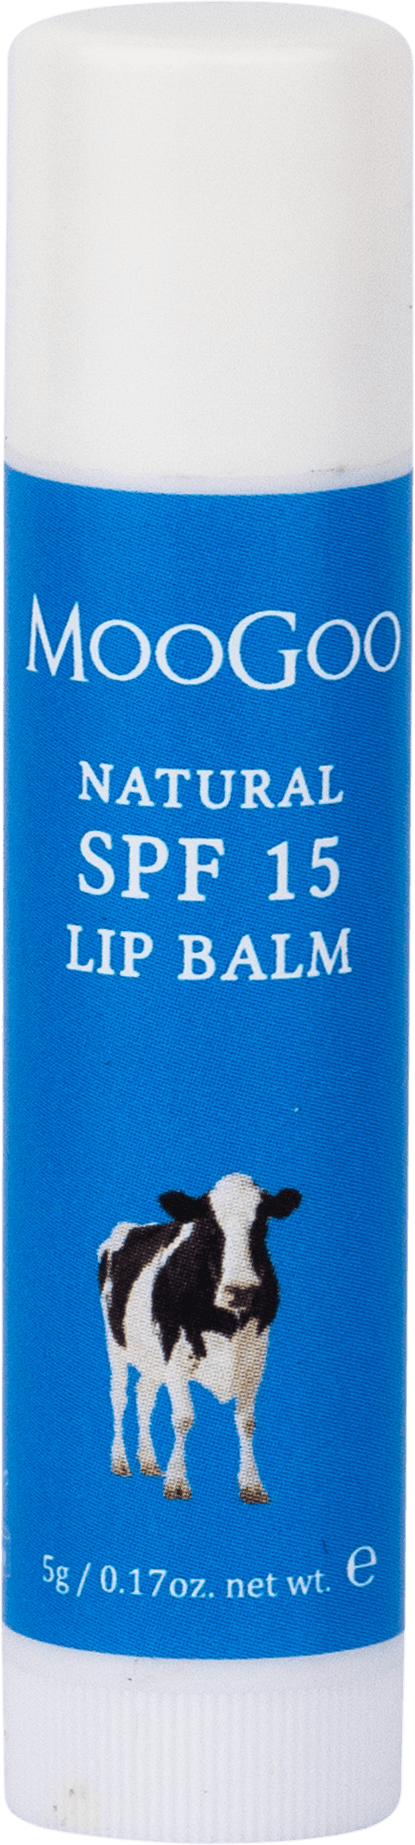 MOOGOO
NATURAL
SPF 15
LIP BALM
5g / 0.17oz. net wt. ℮